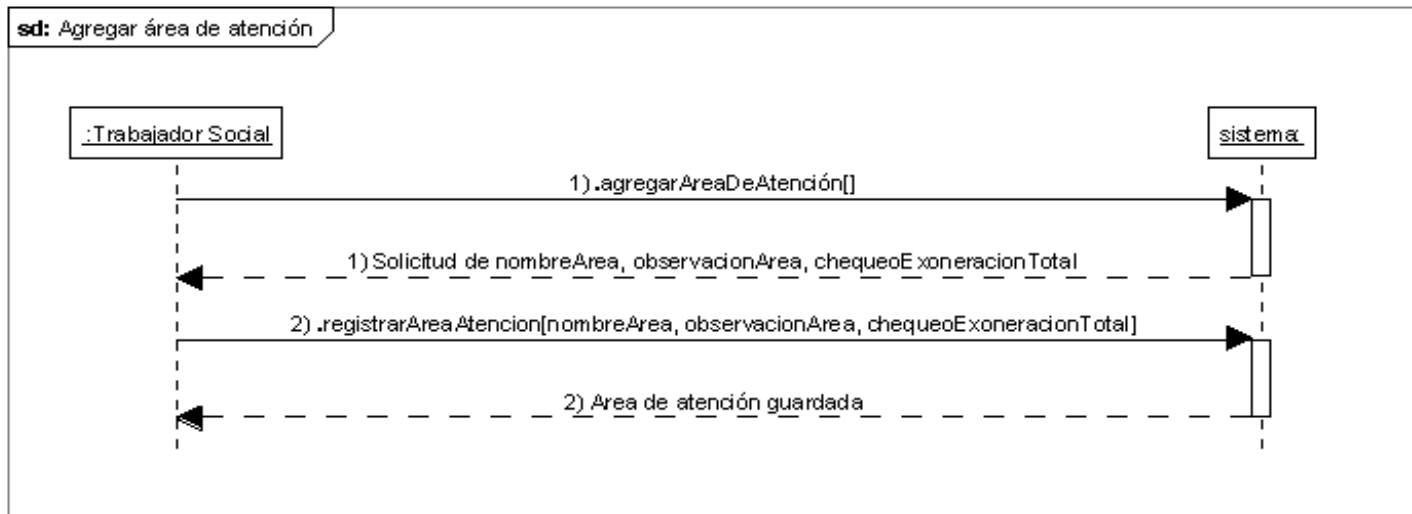 sd: Agregar área de atención
:Trabajador Social
sistema:
1).agregarAreaDeAtención[]
1) Solicitud de nombreArea, observacionArea, chequeoExoneracionTotal
2) .registrarAreaAtencion[nombreArea, observacionArea, chequeoExoneracionTotal]
2) Area de atención guardada